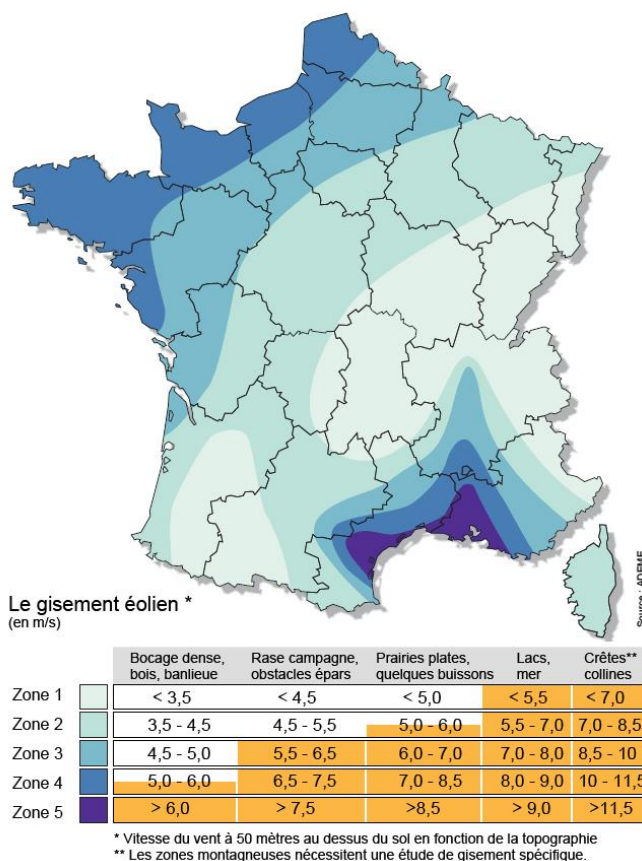 Source : ADEME
Le gisement éolien *
(en m/s)
Bocage dense, bois, banlieue
Rase campagne, obstacles épars
Prairies plates, quelques buissons
Lacs, mer
Crêtes** collines
Zone 1 < 3,5 < 4,5 < 5,0 < 5,5 < 7,0
Zone 2 3,5 - 4,5 4,5 - 5,5 5,0 - 6,0 5,5 - 7,0 7,0 - 8,5
Zone 3 4,5 - 5,0 5,5 - 6,5 6,0 - 7,0 7,0 - 8,0 8,5 - 10
Zone 4 5,0 - 6,0 6,5 - 7,5 7,0 - 8,5 8,0 - 9,0 10 - 11,5
Zone 5 > 6,0 > 7,5 >8,5 > 9,0 >11,5
* Vitesse du vent à 50 mètres au dessus du sol en fonction de la topographie
** Les zones montagneuses nécessitent une étude de gisement spécifique.